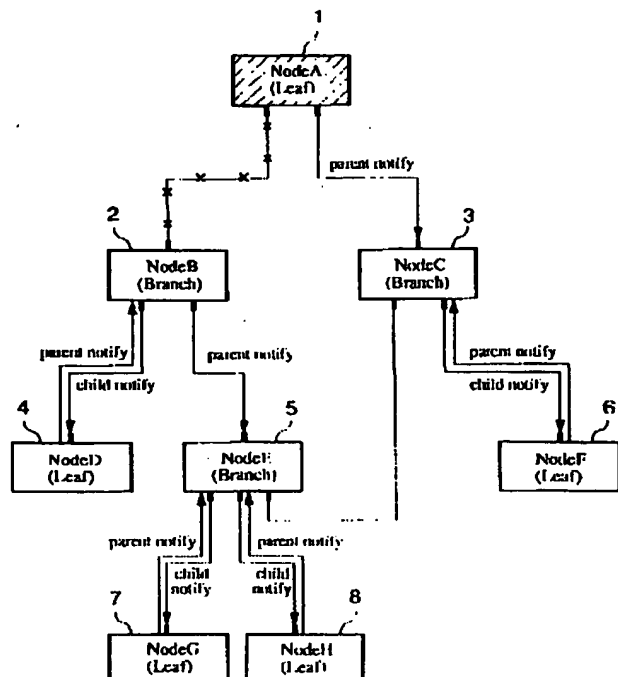 1
NodeA
(Leaf)
parent notify
2
3
NodeB
(Branch)
NodeC
(Branch)
parent notify
child notify
parent notify
parent notify
child notify
4
5
6
NodeD
(Leaf)
NodeE
(Branch)
NodeF
(Leaf)
parent notify
child
notify
parent notify
child
notify
7
8
NodeG
(Leaf)
NodeH
(Leaf)